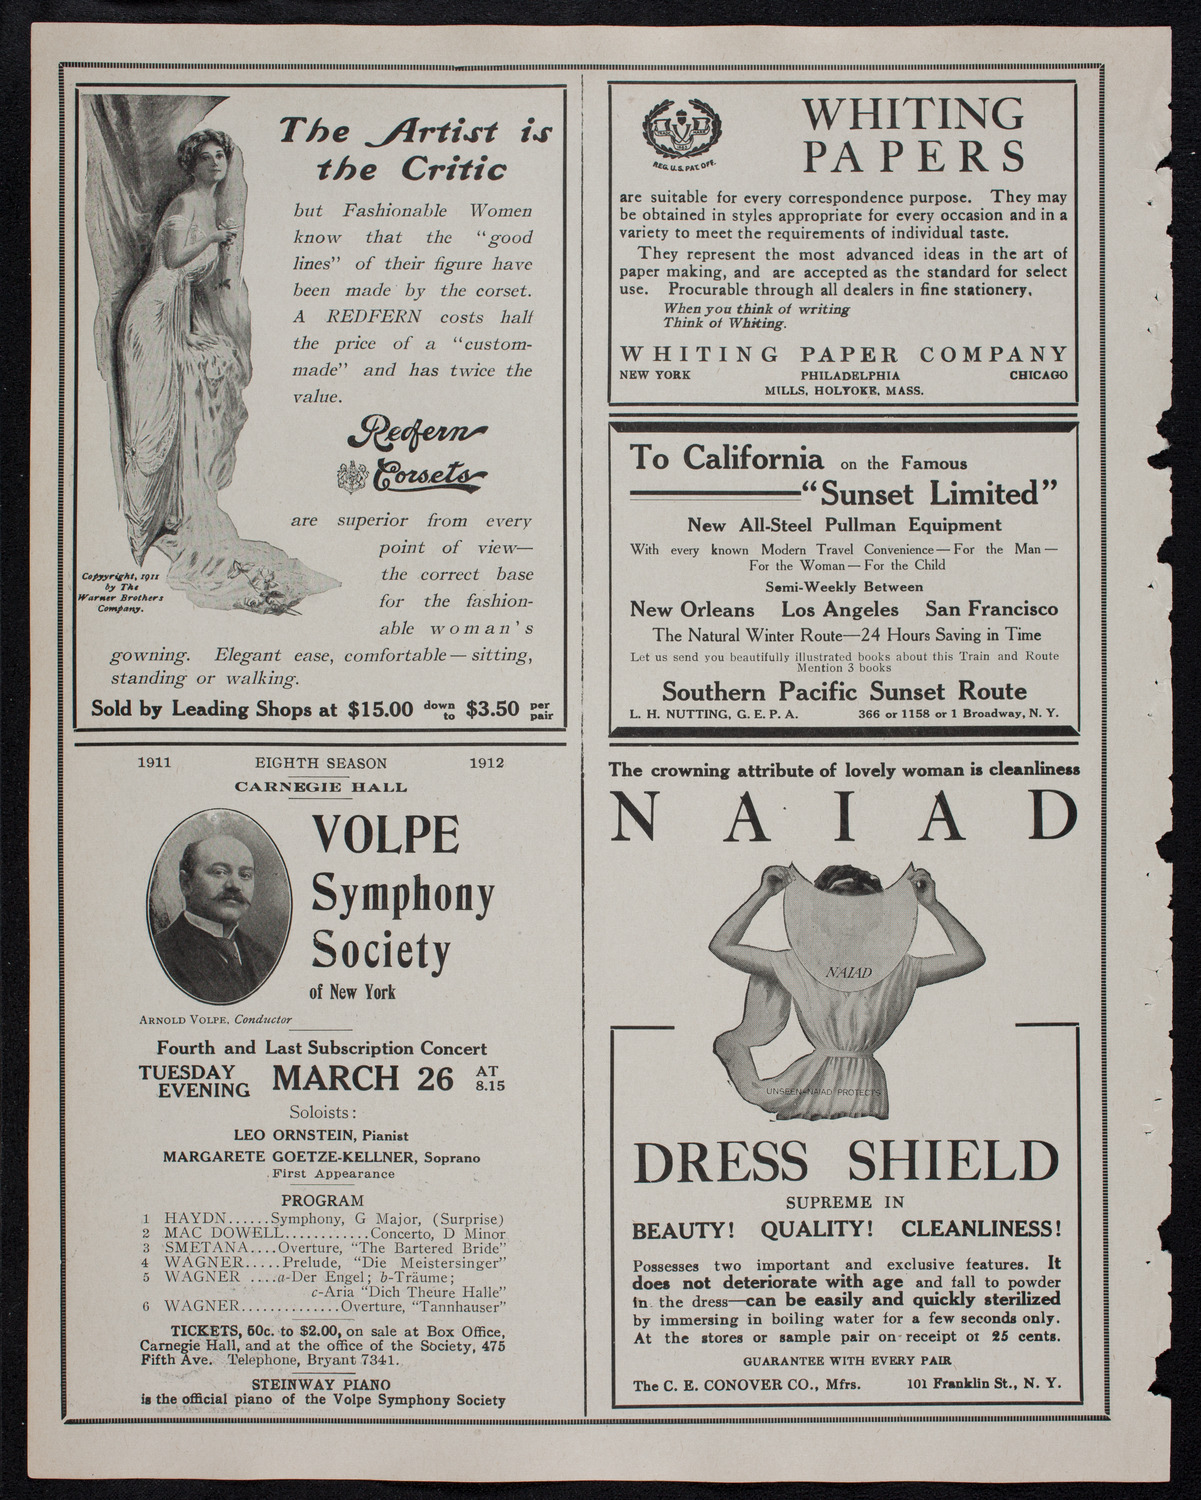 The Artist is
the Critic
but Fashionable Women
know that the "good
lines" of their figure have
been made by the corset.
A REDFERN costs half
the price of a "custom-
made" and has twice the
value.
Redfern
Corsets
are superior from every
point of view—
the correct base
for the fashion-
able woman's
gowning. Elegant ease, comfortable—sitting,
standing or walking.
Copyright, 1911
by The
Warner Brothers
Company.
Sold by Leading Shops at $15.00 down to $3.50 per pair
1911 EIGHTH SEASON 1912
CARNEGIE HALL
VOLPE
Symphony
Society
of New York
ARNOLD VOLPE, Conductor
Fourth and Last Subscription Concert
TUESDAY EVENING MARCH 26 AT 8.15
Soloists:
LEO ORNSTEIN, Pianist
MARGARETE GOETZE-KELLNER, Soprano
First Appearance
PROGRAM
1 HAYDN......Symphony, G Major, (Surprise)
2 MAC DOWELL............Concerto, D Minor
3 SMETANA....Overture, "The Bartered Bride"
4 WAGNER.....Prelude, "Die Meistersinger"
5 WAGNER ....a-Der Engel; b-Träume;
c-Aria "Dich Theure Halle"
6 WAGNER..............Overture, "Tannhauser"
TICKETS, 50c. to $2.00, on sale at Box Office,
Carnegie Hall, and at the office of the Society, 475
Fifth Ave. Telephone, Bryant 7341.
STEINWAY PIANO
is the official piano of the Volpe Symphony Society
REG. U.S. PAT. OFF.
WHITING
PAPERS
are suitable for every correspondence purpose. They may
be obtained in styles appropriate for every occasion and in a
variety to meet the requirements of individual taste.
They represent the most advanced ideas in the art of
paper making, and are accepted as the standard for select
use. Procurable through all dealers in fine stationery.
When you think of writing
Think of Whiting.
WHITING PAPER COMPANY
NEW YORK PHILADELPHIA CHICAGO
MILLS, HOLYOKE, MASS.
To California on the Famous
"Sunset Limited"
New All-Steel Pullman Equipment
With every known Modern Travel Convenience—For the Man—
For the Woman—For the Child
Semi-Weekly Between
New Orleans Los Angeles San Francisco
The Natural Winter Route—24 Hours Saving in Time
Let us send you beautifully illustrated books about this Train and Route
Mention 3 books
Southern Pacific Sunset Route
L. H. NUTTING, G. E. P. A. 366 or 1158 or 1 Broadway, N. Y.
The crowning attribute of lovely woman is cleanliness
NAIAD
NAIAD
UNSEEN-NAIAD PROTECTS
DRESS SHIELD
SUPREME IN
BEAUTY! QUALITY! CLEANLINESS!
Possesses two important and exclusive features. It
does not deteriorate with age and fall to powder
in the dress—can be easily and quickly sterilized
by immersing in boiling water for a few seconds only.
At the stores or sample pair on receipt of 25 cents.
GUARANTEE WITH EVERY PAIR
The C. E. CONOVER CO., Mfrs. 101 Franklin St., N. Y.